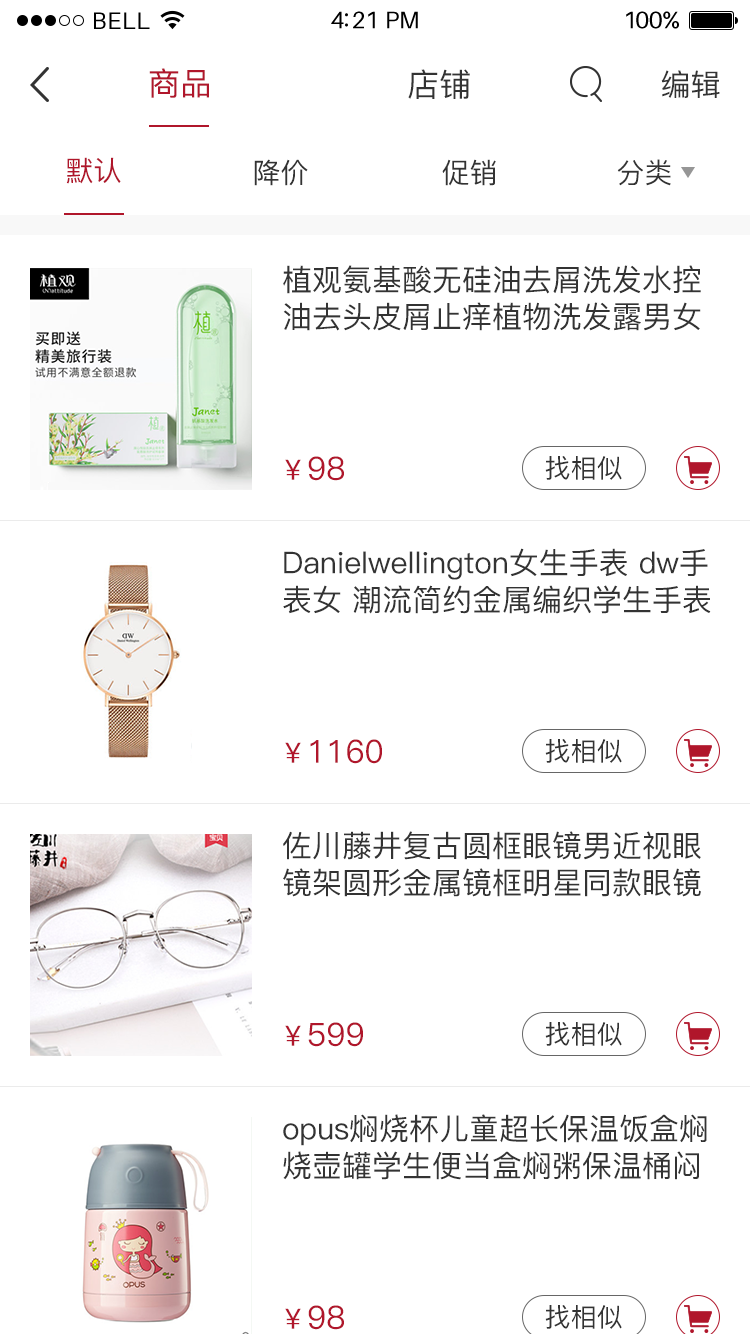 BELL 4:21 PM 100%
商品 店铺 编辑
默认 降价 促销 分类
植观
(N)attitude
买即送
精美旅行装
试用不满意全额退款
植
Janet
植
Janet
植观氨基酸无硅油去屑洗发水控
油去头皮屑止痒植物洗发露男女
¥98 找相似
DW
Daniel Wellington
Danielwellington女生手表 dw手
表女 潮流简约金属编织学生手表
¥1160 找相似
佐川
藤井
宝贝
佐川藤井复古圆框眼镜男近视眼
镜架圆形金属镜框明星同款眼镜
¥599 找相似
OPUS
opus焖烧杯儿童超长保温饭盒焖
烧壶罐学生便当盒焖粥保温桶闷
¥98 找相似